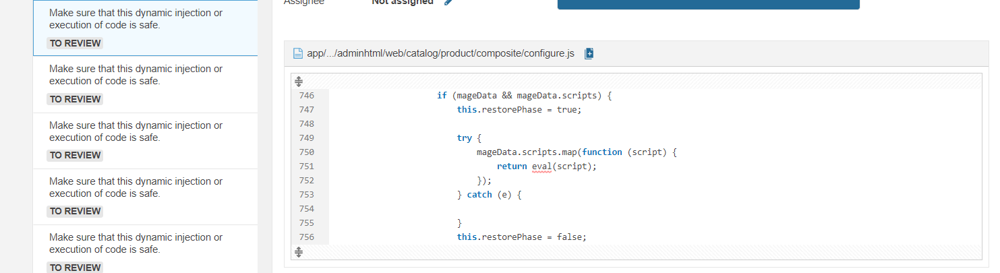 Make sure that this dynamic injection or
execution of code is safe.
TO REVIEW
Make sure that this dynamic injection or
execution of code is safe.
TO REVIEW
Make sure that this dynamic injection or
execution of code is safe.
TO REVIEW
Make sure that this dynamic injection or
execution of code is safe.
TO REVIEW
Make sure that this dynamic injection or
execution of code is safe.
TO REVIEW
Assignee Not assigned
app/.../adminhtml/web/catalog/product/composite/configure.js
746 if (mageData && mageData.scripts) {
747 this.restorePhase = true;
748
749 try {
750 mageData.scripts.map(function (script) {
751 return eval(script);
752 });
753 } catch (e) {
754
755 }
756 this.restorePhase = false;